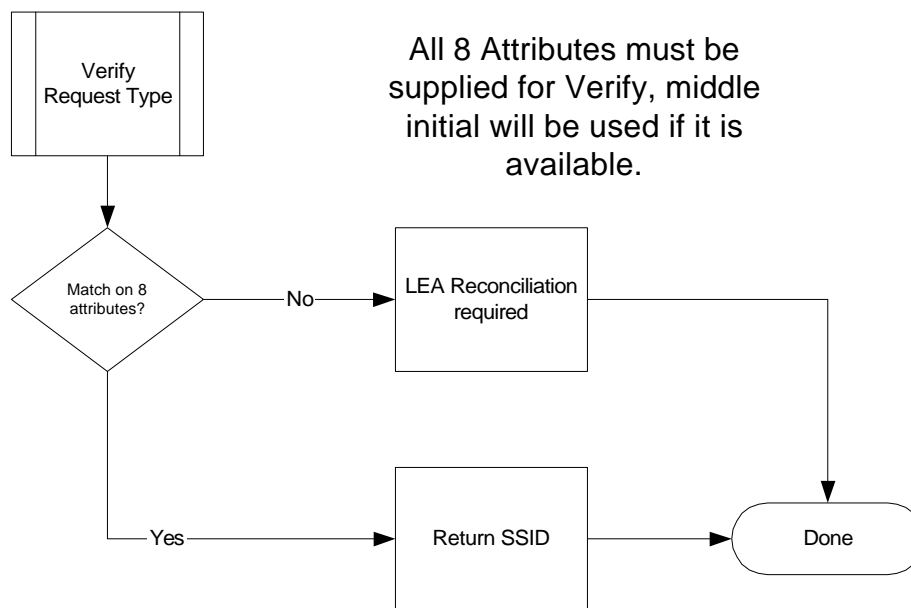 Verify
Request Type
All 8 Attributes must be
supplied for Verify, middle
initial will be used if it is
available.
Match on 8
attributes?
No
LEA Reconciliation
required
Yes
Return SSID
Done